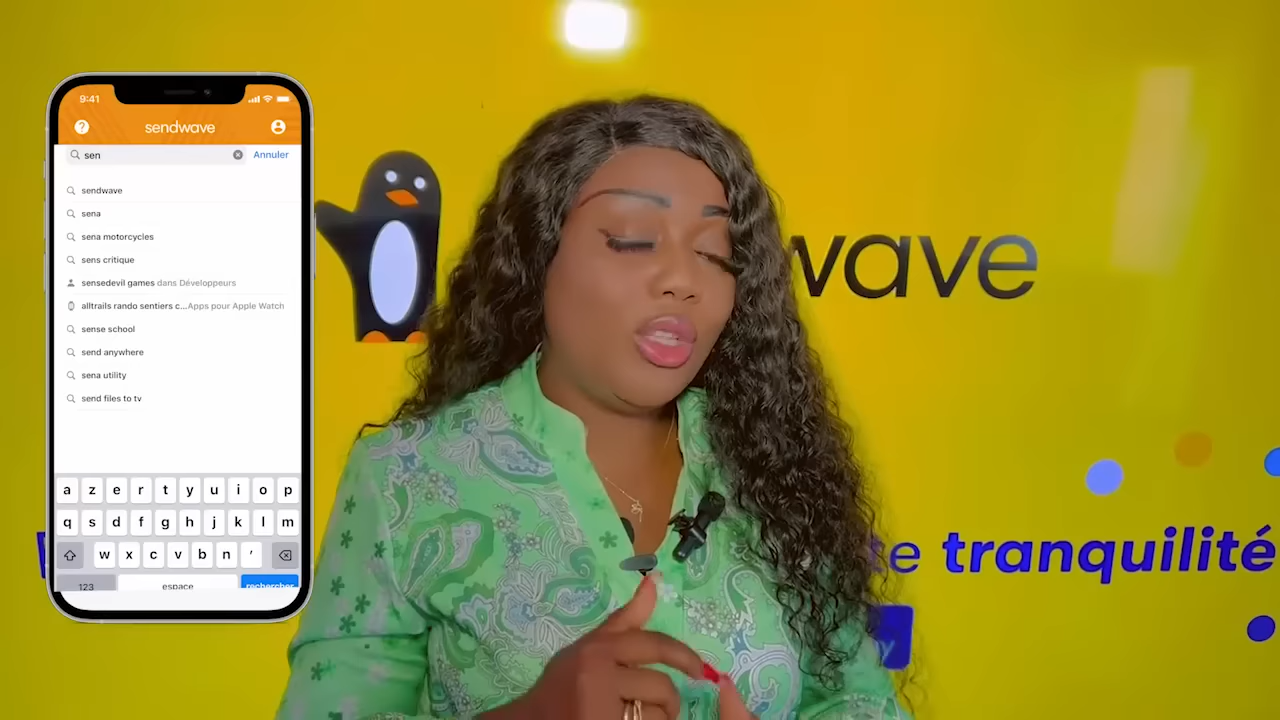 9:41
sendwave
sen
Annuler
sendwave
sena
sena motorcycles
sens critique
sensedevil games dans Développeurs
alltrails rando sentiers c...Apps pour Apple Watch
sense school
send anywhere
sena utility
send files to tv
a z e r t y u i o p
q s d f g h j k l m
w x c v b n ′
123 espace rechercher
wave
te tranquilité